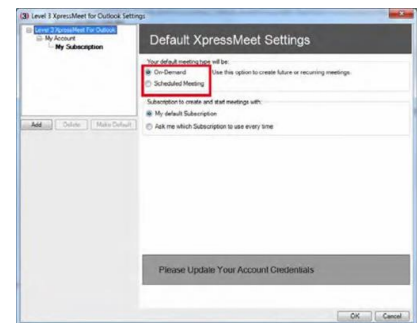 Level 3 XpressMeet for Outlook Settings
Level 3 XpressMeet For Outlook
My Account
My Subscription
Add
Delete
Make Default
Default XpressMeet Settings
Your default meeting type will be:
On-Demand
Use this option to create future or recurring meetings.
Scheduled Meeting
Subscription to create and start meetings with:
My default Subscription
Ask me which Subscription to use every time
Please Update Your Account Credentials
OK
Cancel